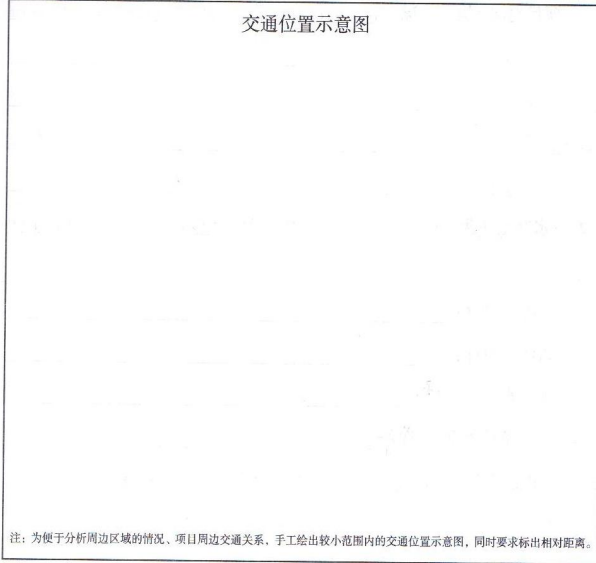 交通位置示意图
注：为便于分析周边区域的情况、项目周边交通关系，手工绘出较小范围内的交通位置示意图，同时要求标出相对距离。